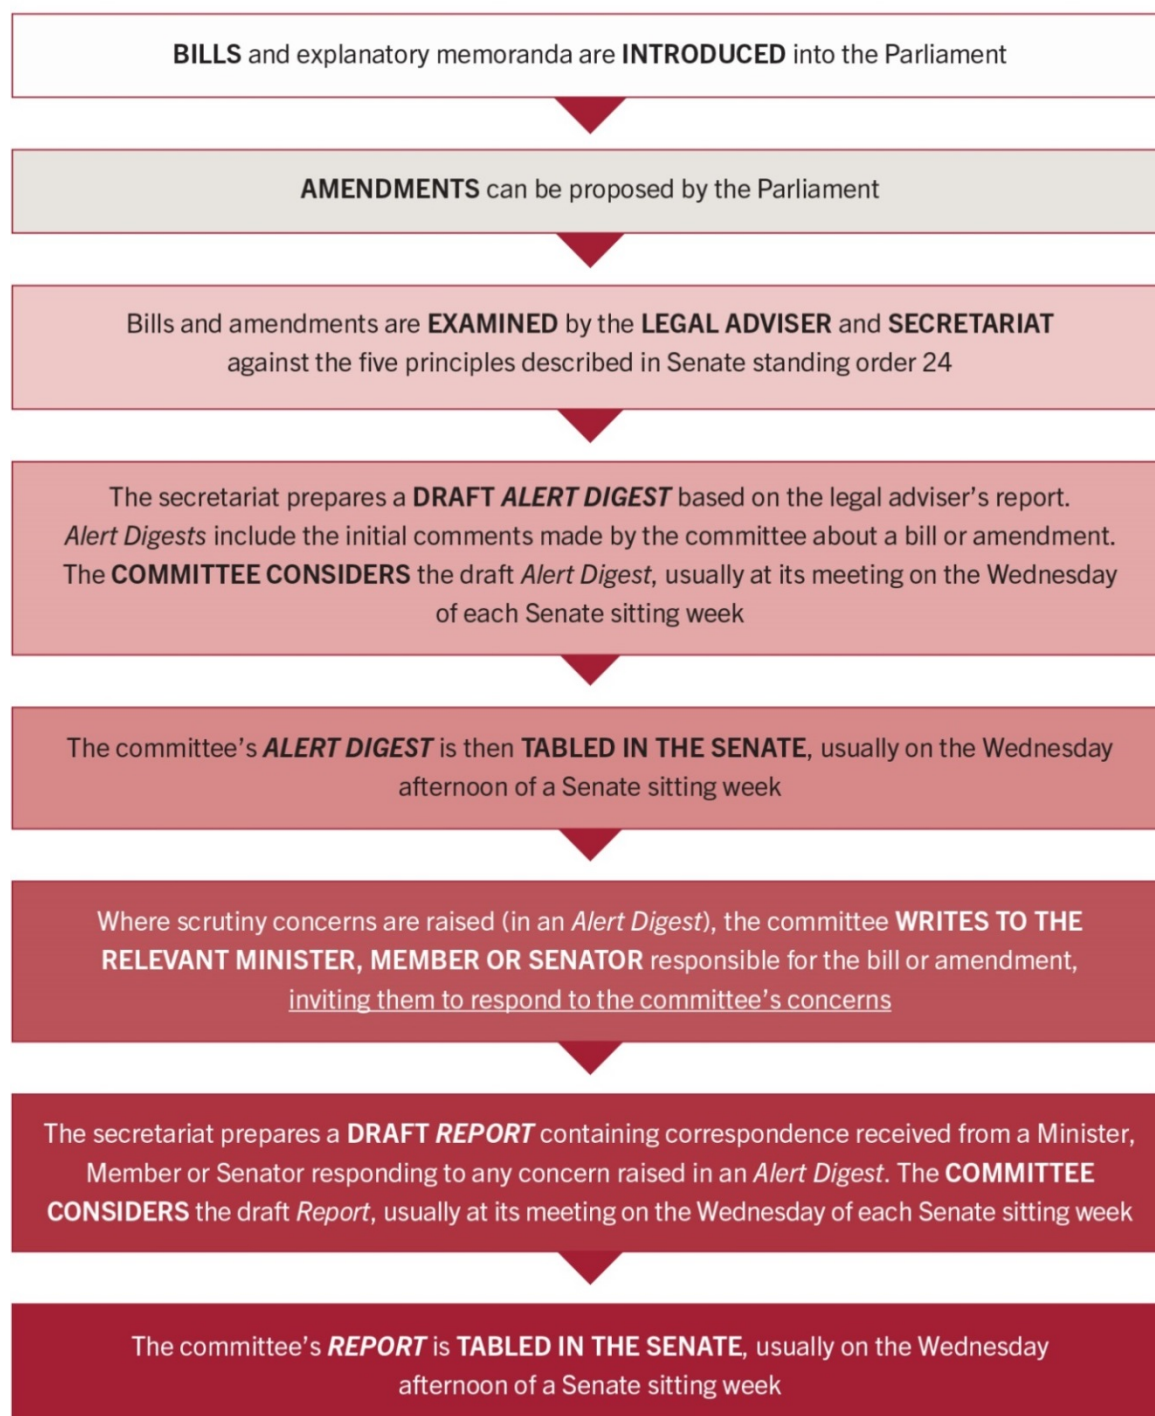 BILLS and explanatory memoranda are INTRODUCED into the Parliament
AMENDMENTS can be proposed by the Parliament
Bills and amendments are EXAMINED by the LEGAL ADVISER and SECRETARIAT
against the five principles described in Senate standing order 24
The secretariat prepares a DRAFT ALERT DIGEST based on the legal adviser’s report.
Alert Digests include the initial comments made by the committee about a bill or amendment.
The COMMITTEE CONSIDERS the draft Alert Digest, usually at its meeting on the Wednesday
of each Senate sitting week
The committee’s ALERT DIGEST is then TABLED IN THE SENATE, usually on the Wednesday
afternoon of a Senate sitting week
Where scrutiny concerns are raised (in an Alert Digest), the committee WRITES TO THE
RELEVANT MINISTER, MEMBER OR SENATOR responsible for the bill or amendment,
inviting them to respond to the committee’s concerns
The secretariat prepares a DRAFT REPORT containing correspondence received from a Minister,
Member or Senator responding to any concern raised in an Alert Digest. The COMMITTEE
CONSIDERS the draft Report, usually at its meeting on the Wednesday of each Senate sitting week
The committee’s REPORT is TABLED IN THE SENATE, usually on the Wednesday
afternoon of a Senate sitting week